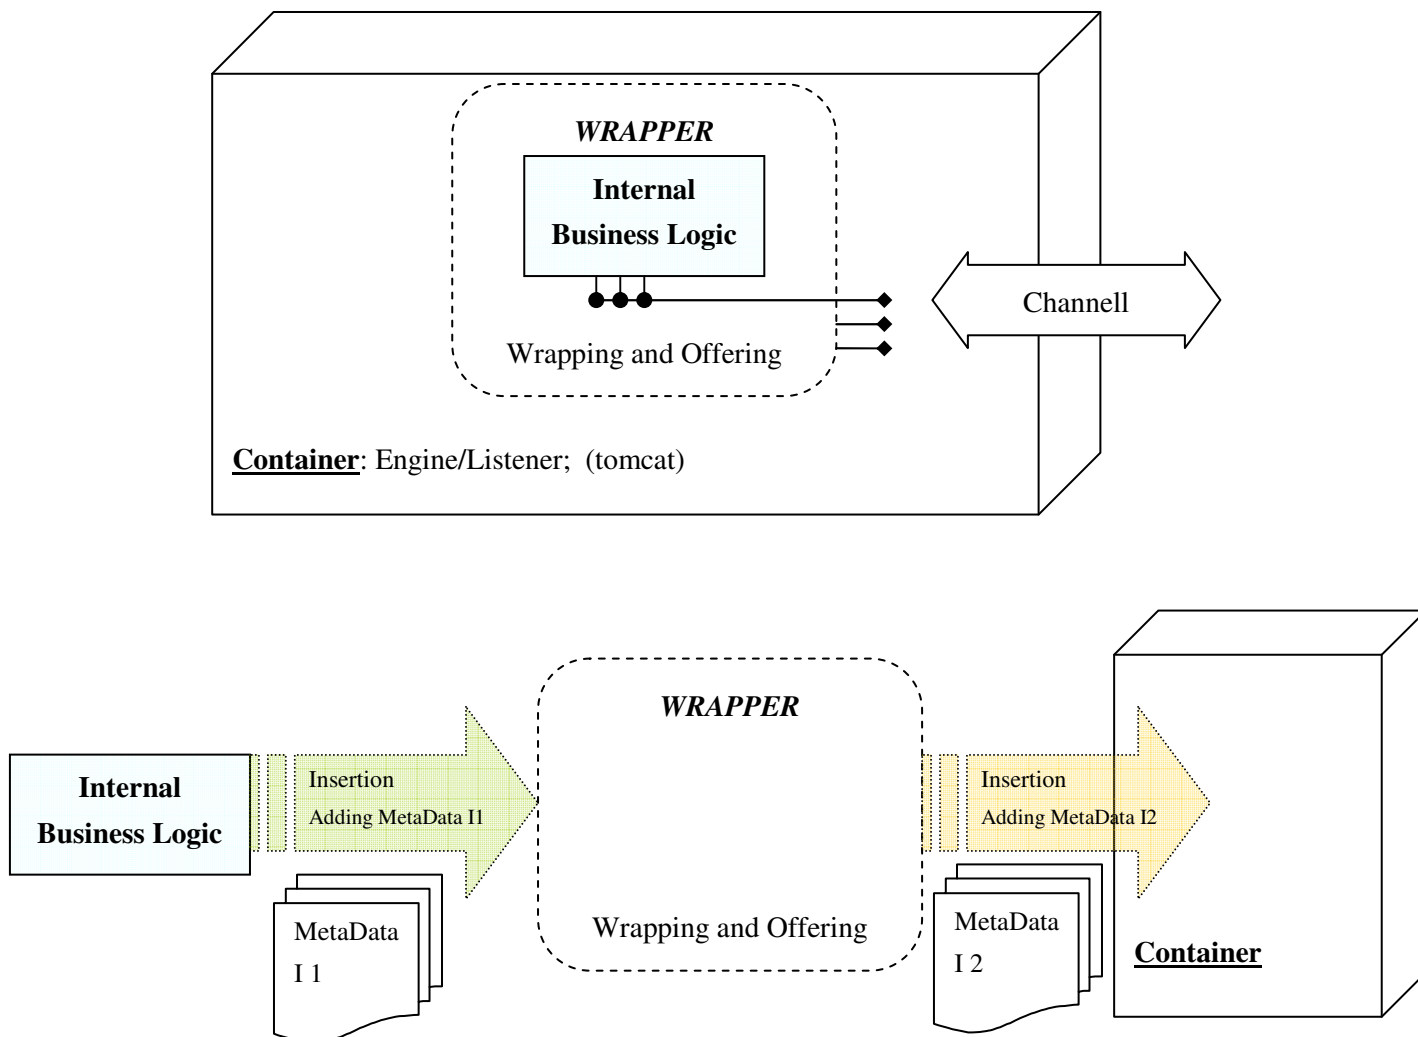 WRAPPER
Internal
Business Logic
Channell
Wrapping and Offering
Container: Engine/Listener;  (tomcat)
WRAPPER
Internal
Business Logic
Insertion
Adding MetaData I1
Insertion
Adding MetaData I2
MetaData
I 1
Wrapping and Offering
MetaData
I 2
Container